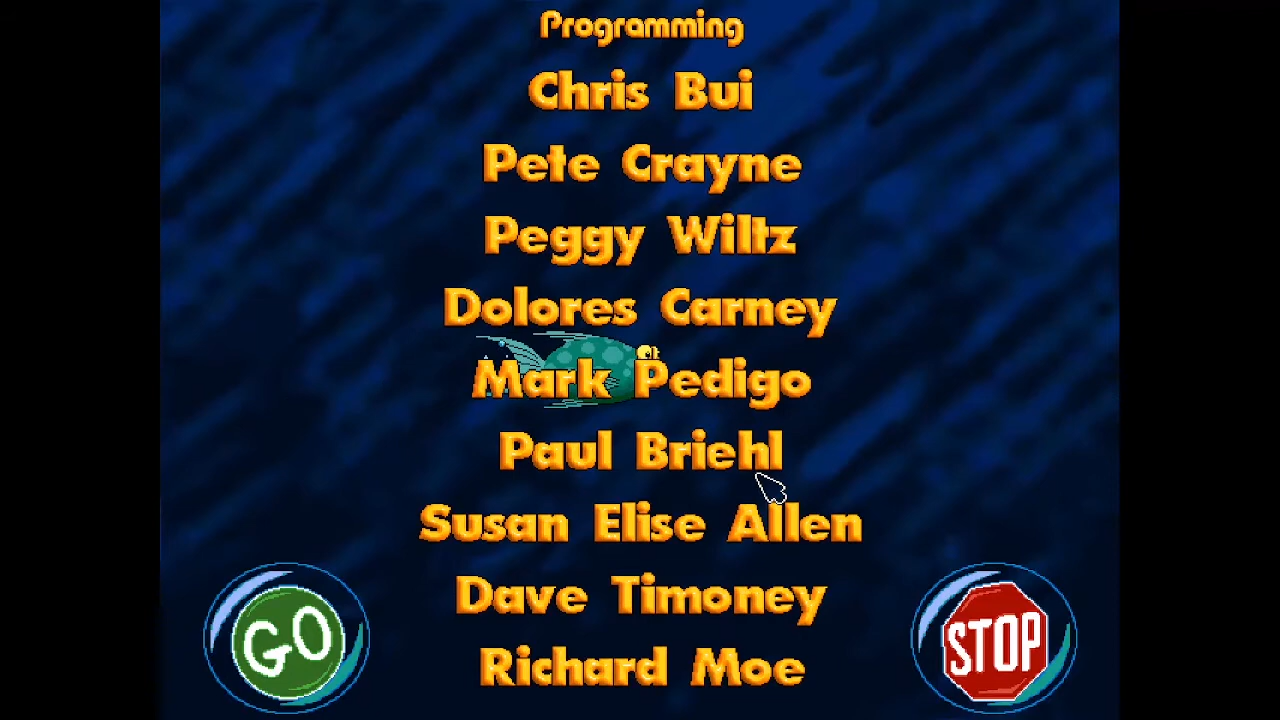 Programming
Chris Bui
Pete Crayne
Peggy Wiltz
Dolores Carney
Mark Pedigo
Paul Briehl
Susan Elise Allen
Dave Timoney
GO
STOP
Richard Moe